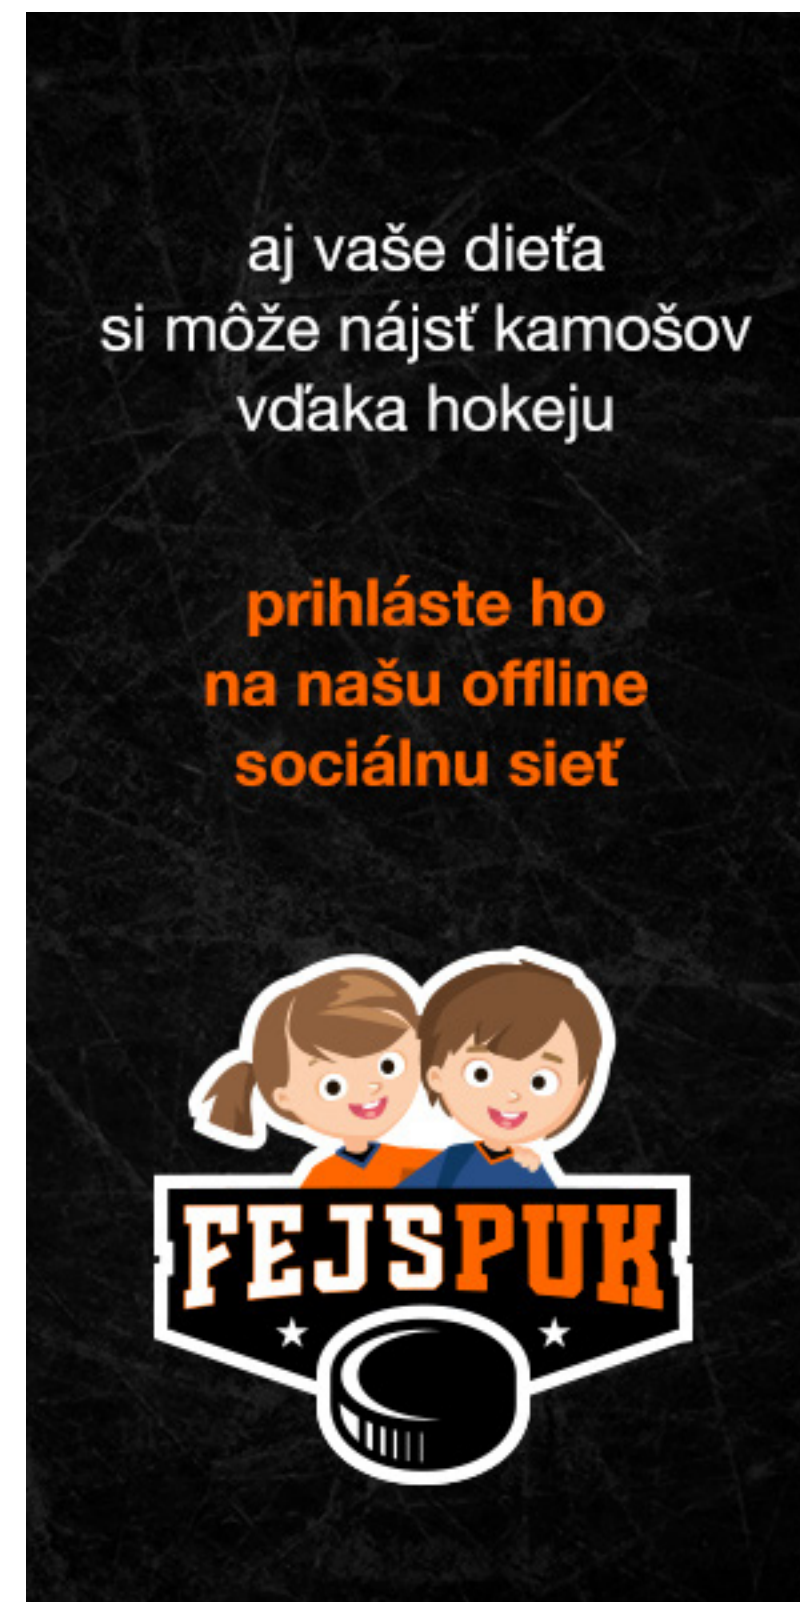 aj vaše dieťa
si môže nájsť kamošov
vďaka hokeju
prihláste ho
na našu offline
sociálnu sieť
FEJSPUK